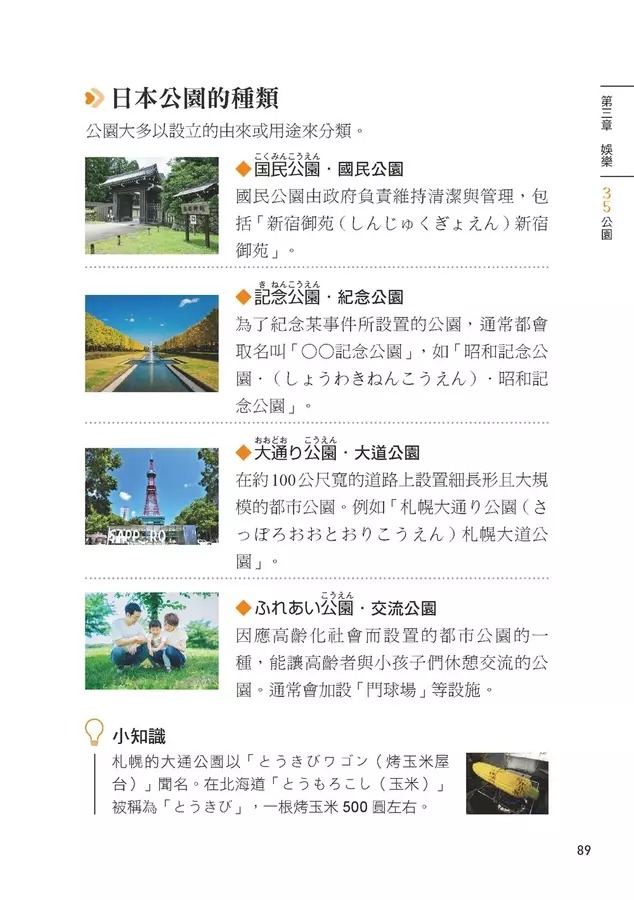 日本公園的種類
公園大多以設立的由來或用途來分類。
第三章 娛樂
35 公園
こくみんこうえん
国民公園・國民公園
國民公園由政府負責維持清潔與管理，包
括「新宿御苑（しんじゅくぎょえん）新宿
御苑」。
きねんこうえん
記念公園・紀念公園
為了紀念某事件所設置的公園，通常都會
取名叫「○○記念公園」，如「昭和記念公
園・（しょうわきねんこうえん）・昭和記
念公園」。
おおどお こうえん
大通り公園・大道公園
在約100公尺寬的道路上設置細長形且大規
模的都市公園。例如「札幌大通り公園（さ
っぽろおおとおりこうえん）札幌大道公
園」。
SAPP RO
こうえん
ふれあい公園・交流公園
因應高齡化社會而設置的都市公園的一
種，能讓高齡者與小孩子們休憩交流的公
園。通常會加設「門球場」等設施。
小知識
札幌的大通公園以「とうきびワゴン（烤玉米屋
台）」聞名。在北海道「とうもろこし（玉米）」
被稱為「とうきび」，一根烤玉米 500 圓左右。
89